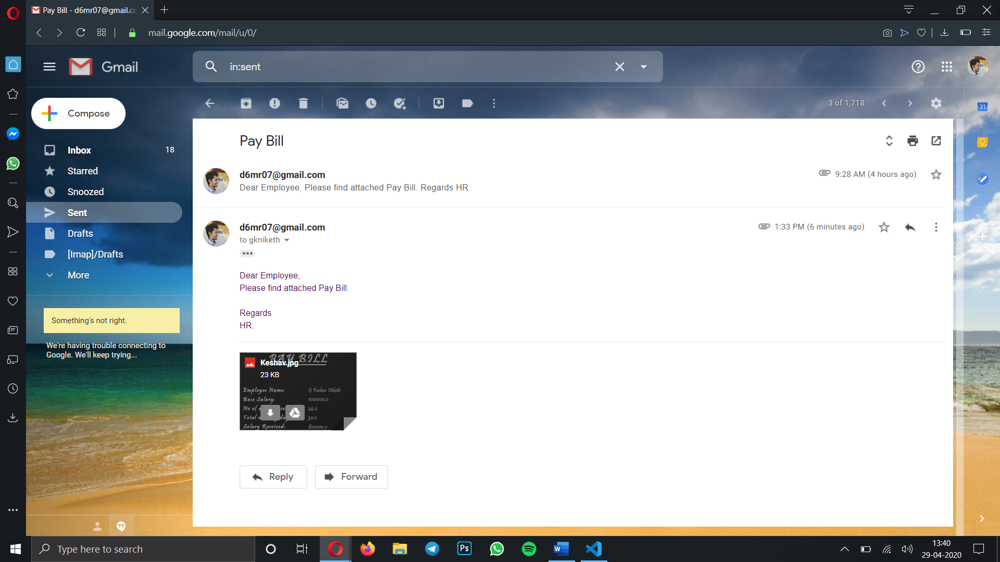 Pay Bill - d6mr07@gmail.co
mail.google.com/mail/u/0/
Gmail
in:sent
Compose
3 of 1,718
31
Inbox 18
Starred
Snoozed
Sent
Drafts
[Imap]/Drafts
More
Something's not right.
We're having trouble connecting to
Google. We'll keep trying...
Pay Bill
d6mr07@gmail.com
9:28 AM (4 hours ago)
Dear Employee, Please find attached Pay Bill. Regards HR.
d6mr07@gmail.com
1:33 PM (6 minutes ago)
to gkniketh
Dear Employee,
Please find attached Pay Bill.
Regards
HR.
PAY BILL
Keshav.jpg
23 KB
Employee Name: G Keshav Niketh
Base Salary: 1000000.0
No of 24.0
Total 30.0
Salary Received: 800000.0
Reply
Forward
Type here to search
Ps
W
13:40
29-04-2020